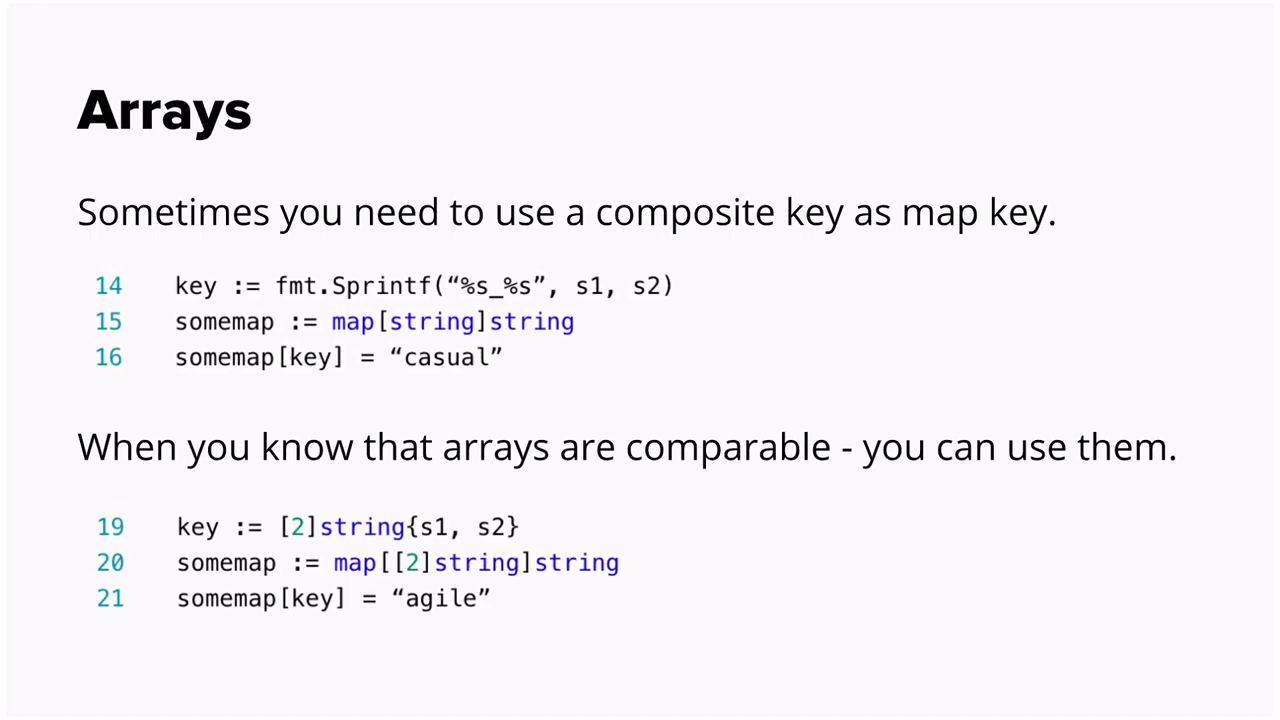 Arrays
Sometimes you need to use a composite key as map key.
14 key := fmt.Sprintf(“%s_%s”, s1, s2)
15 somemap := map[string]string
16 somemap[key] = “casual”
When you know that arrays are comparable - you can use them.
19 key := [2]string{s1, s2}
20 somemap := map[[2]string]string
21 somemap[key] = “agile”